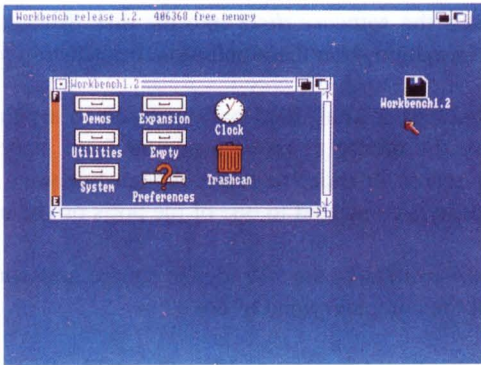 Workbench release 1.2. 406368 free memory
Workbench1.2
F
Demos Expansion Clock
Utilities Empty Trashcan
System Preferences
E
Workbench1.2